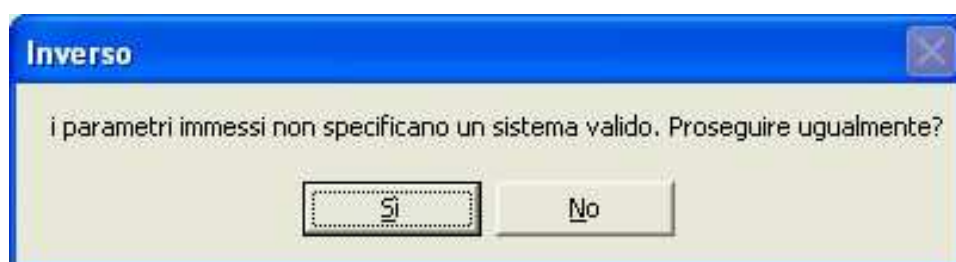 Inverso
i parametri immessi non specificano un sistema valido. Proseguire ugualmente?
Sì No